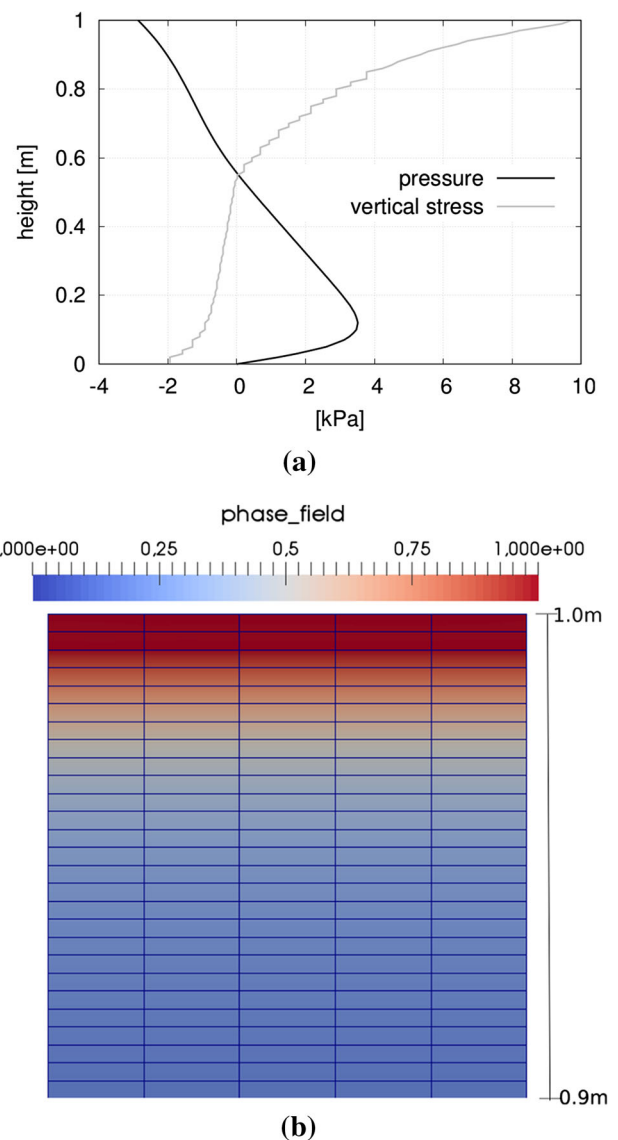 1
0.8
0.6
0.4
0.2
0
height [m]
pressure
vertical stress
-4 -2 0 2 4 6 8 10
[kPa]
(a)
phase_field
,000e+00 0,25 0,5 0,75 1,000e+00
1.0m
0.9m
(b)